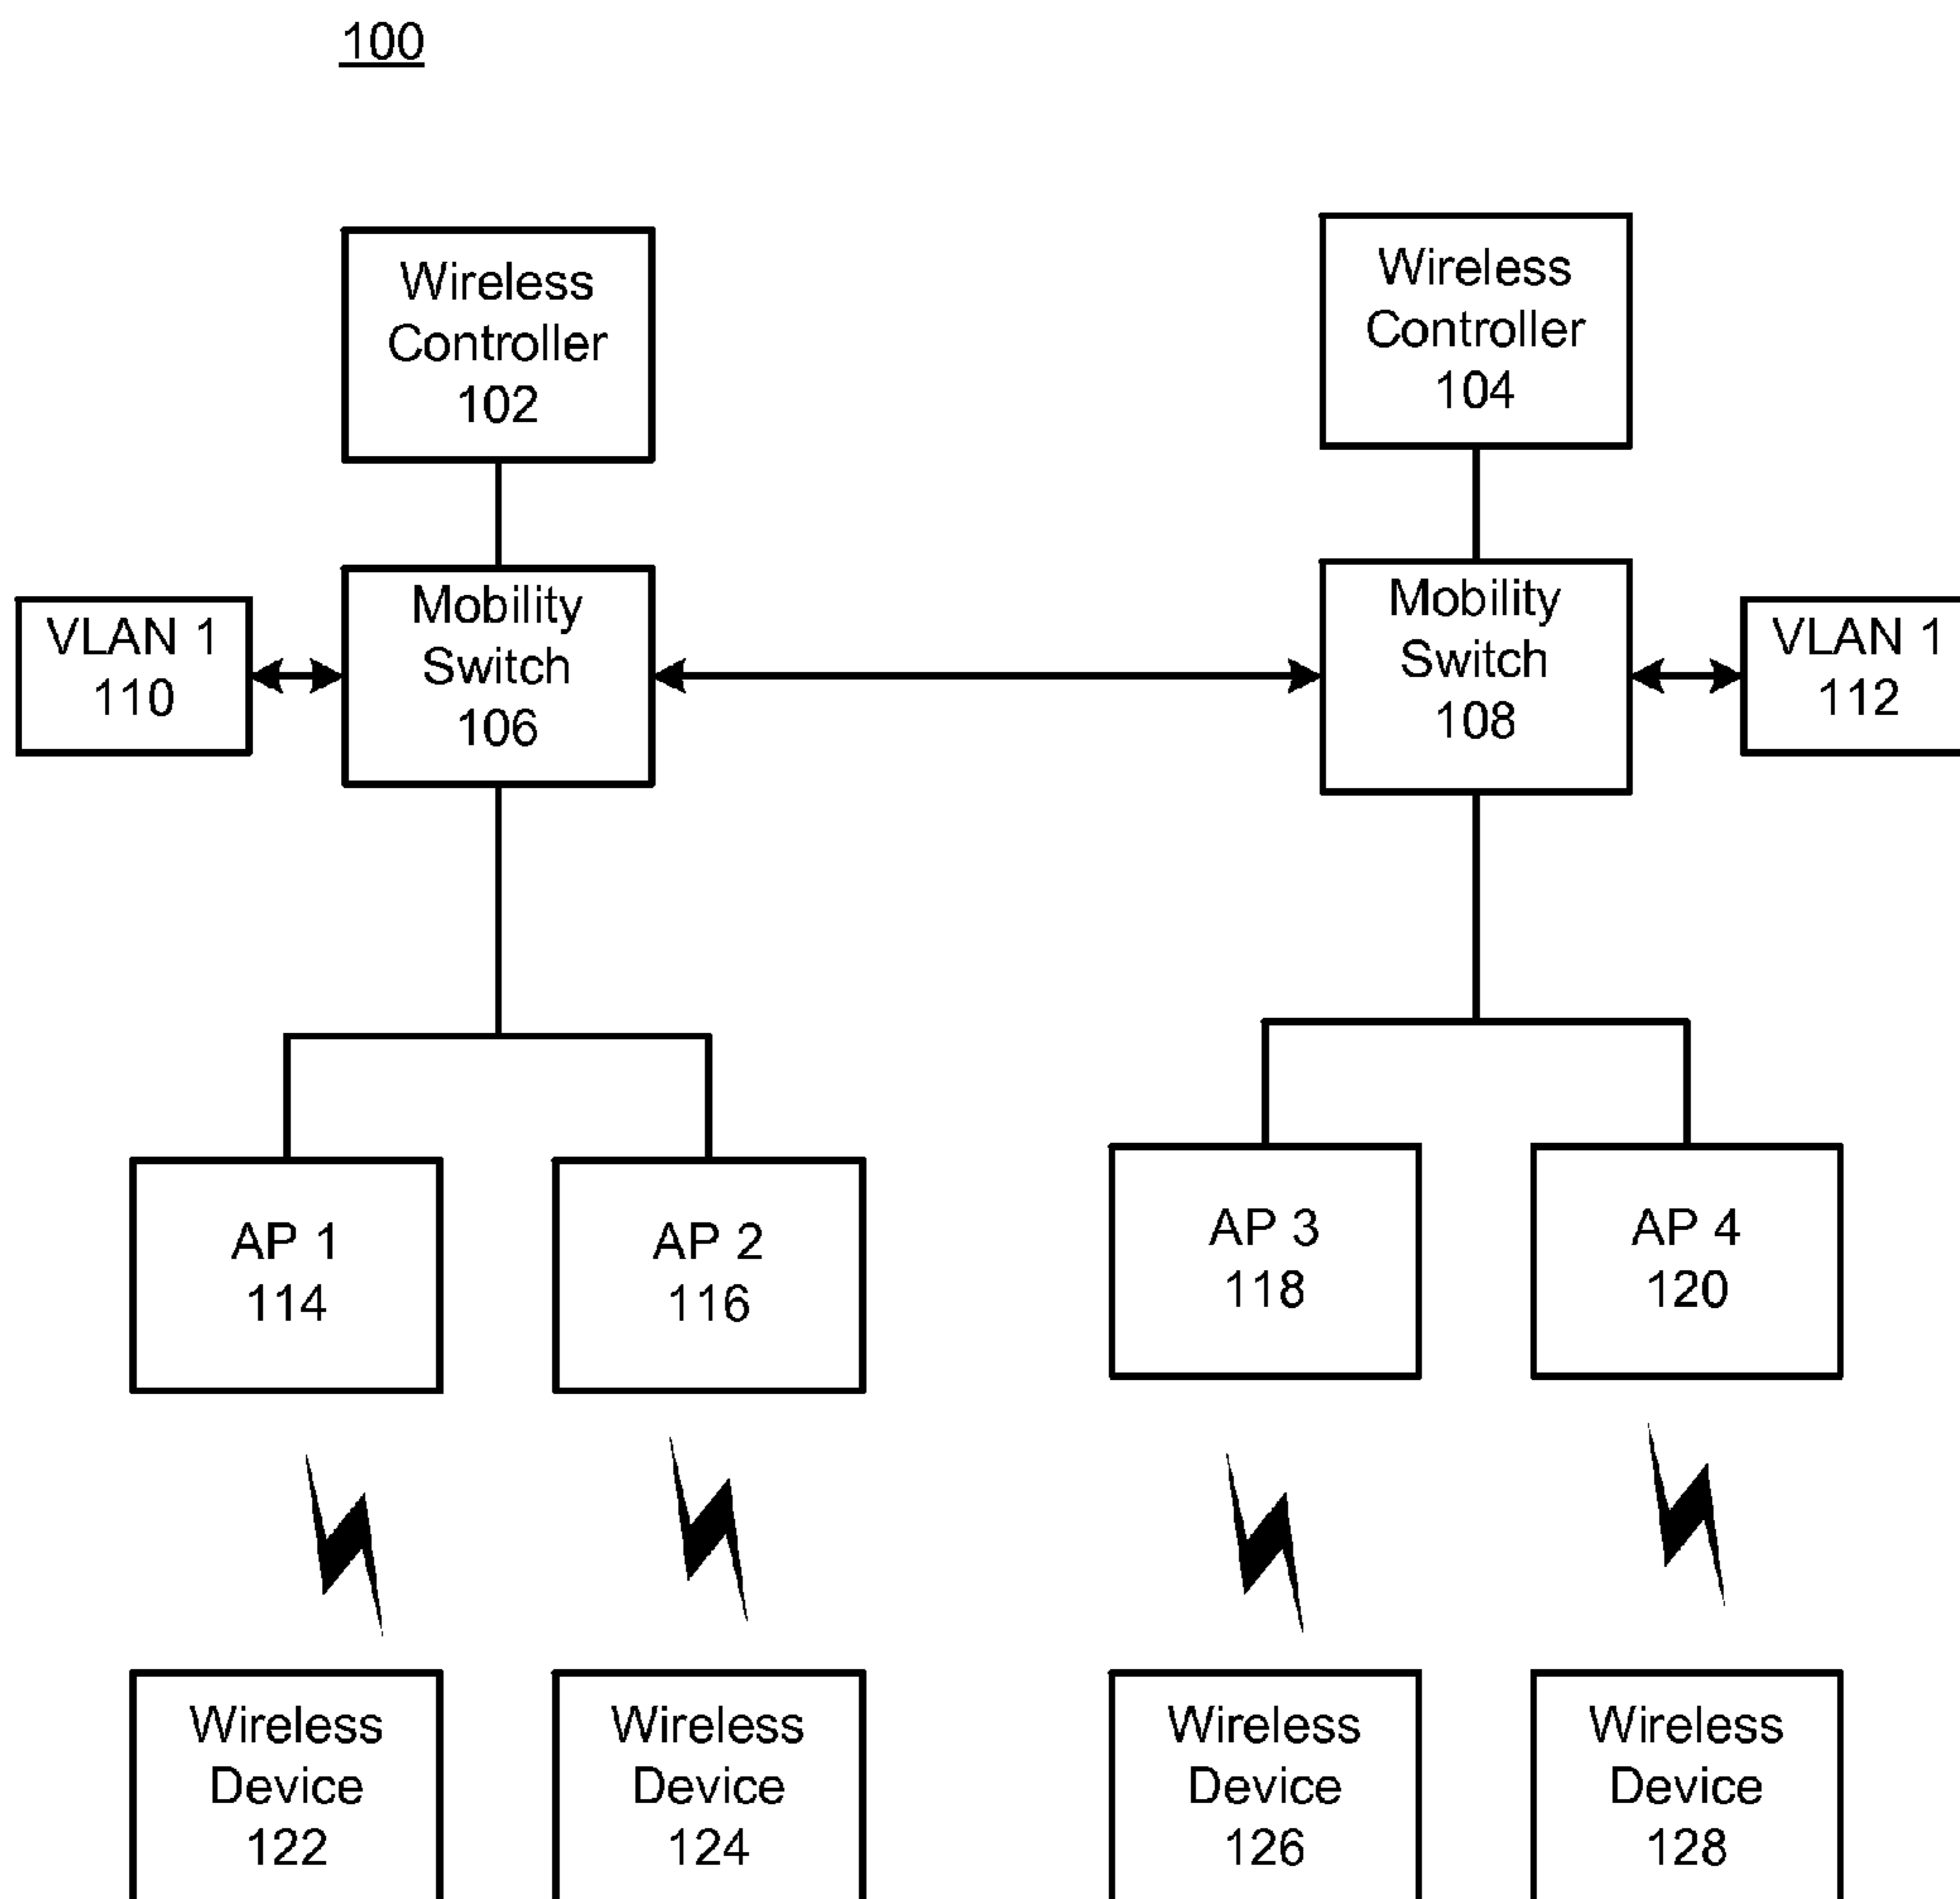 100
Wireless
Controller
102
Wireless
Controller
104
VLAN 1
110
Mobility
Switch
106
Mobility
Switch
108
VLAN 1
112
AP 1
114
AP 2
116
AP 3
118
AP 4
120
Wireless
Device
122
Wireless
Device
124
Wireless
Device
126
Wireless
Device
128